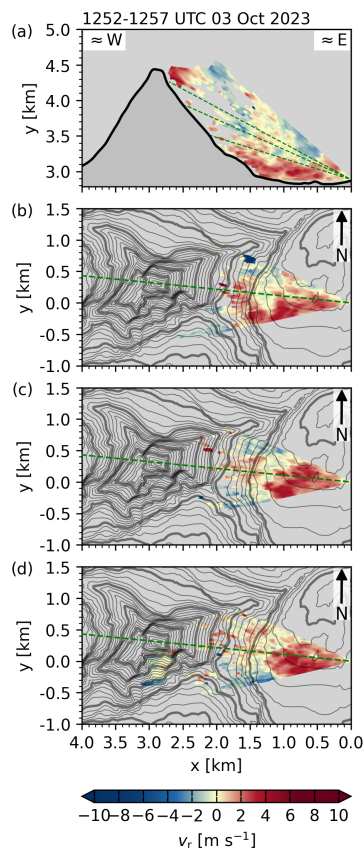 1252-1257 UTC 03 Oct 2023
(a)
5.0
≈ W
≈ E
4.5
4.0
3.5
3.0
y [km]
(b)
1.5
1.0
0.5
0.0
-0.5
-1.0
y [km]
N
(c)
1.5
1.0
0.5
0.0
-0.5
-1.0
y [km]
N
(d)
1.5
1.0
0.5
0.0
-0.5
-1.0
y [km]
N
4.0 3.5 3.0 2.5 2.0 1.5 1.0 0.5 0.0
x [km]
−10 −8 −6 −4 −2 0 2 4 6 8 10
vr [m s⁻¹]